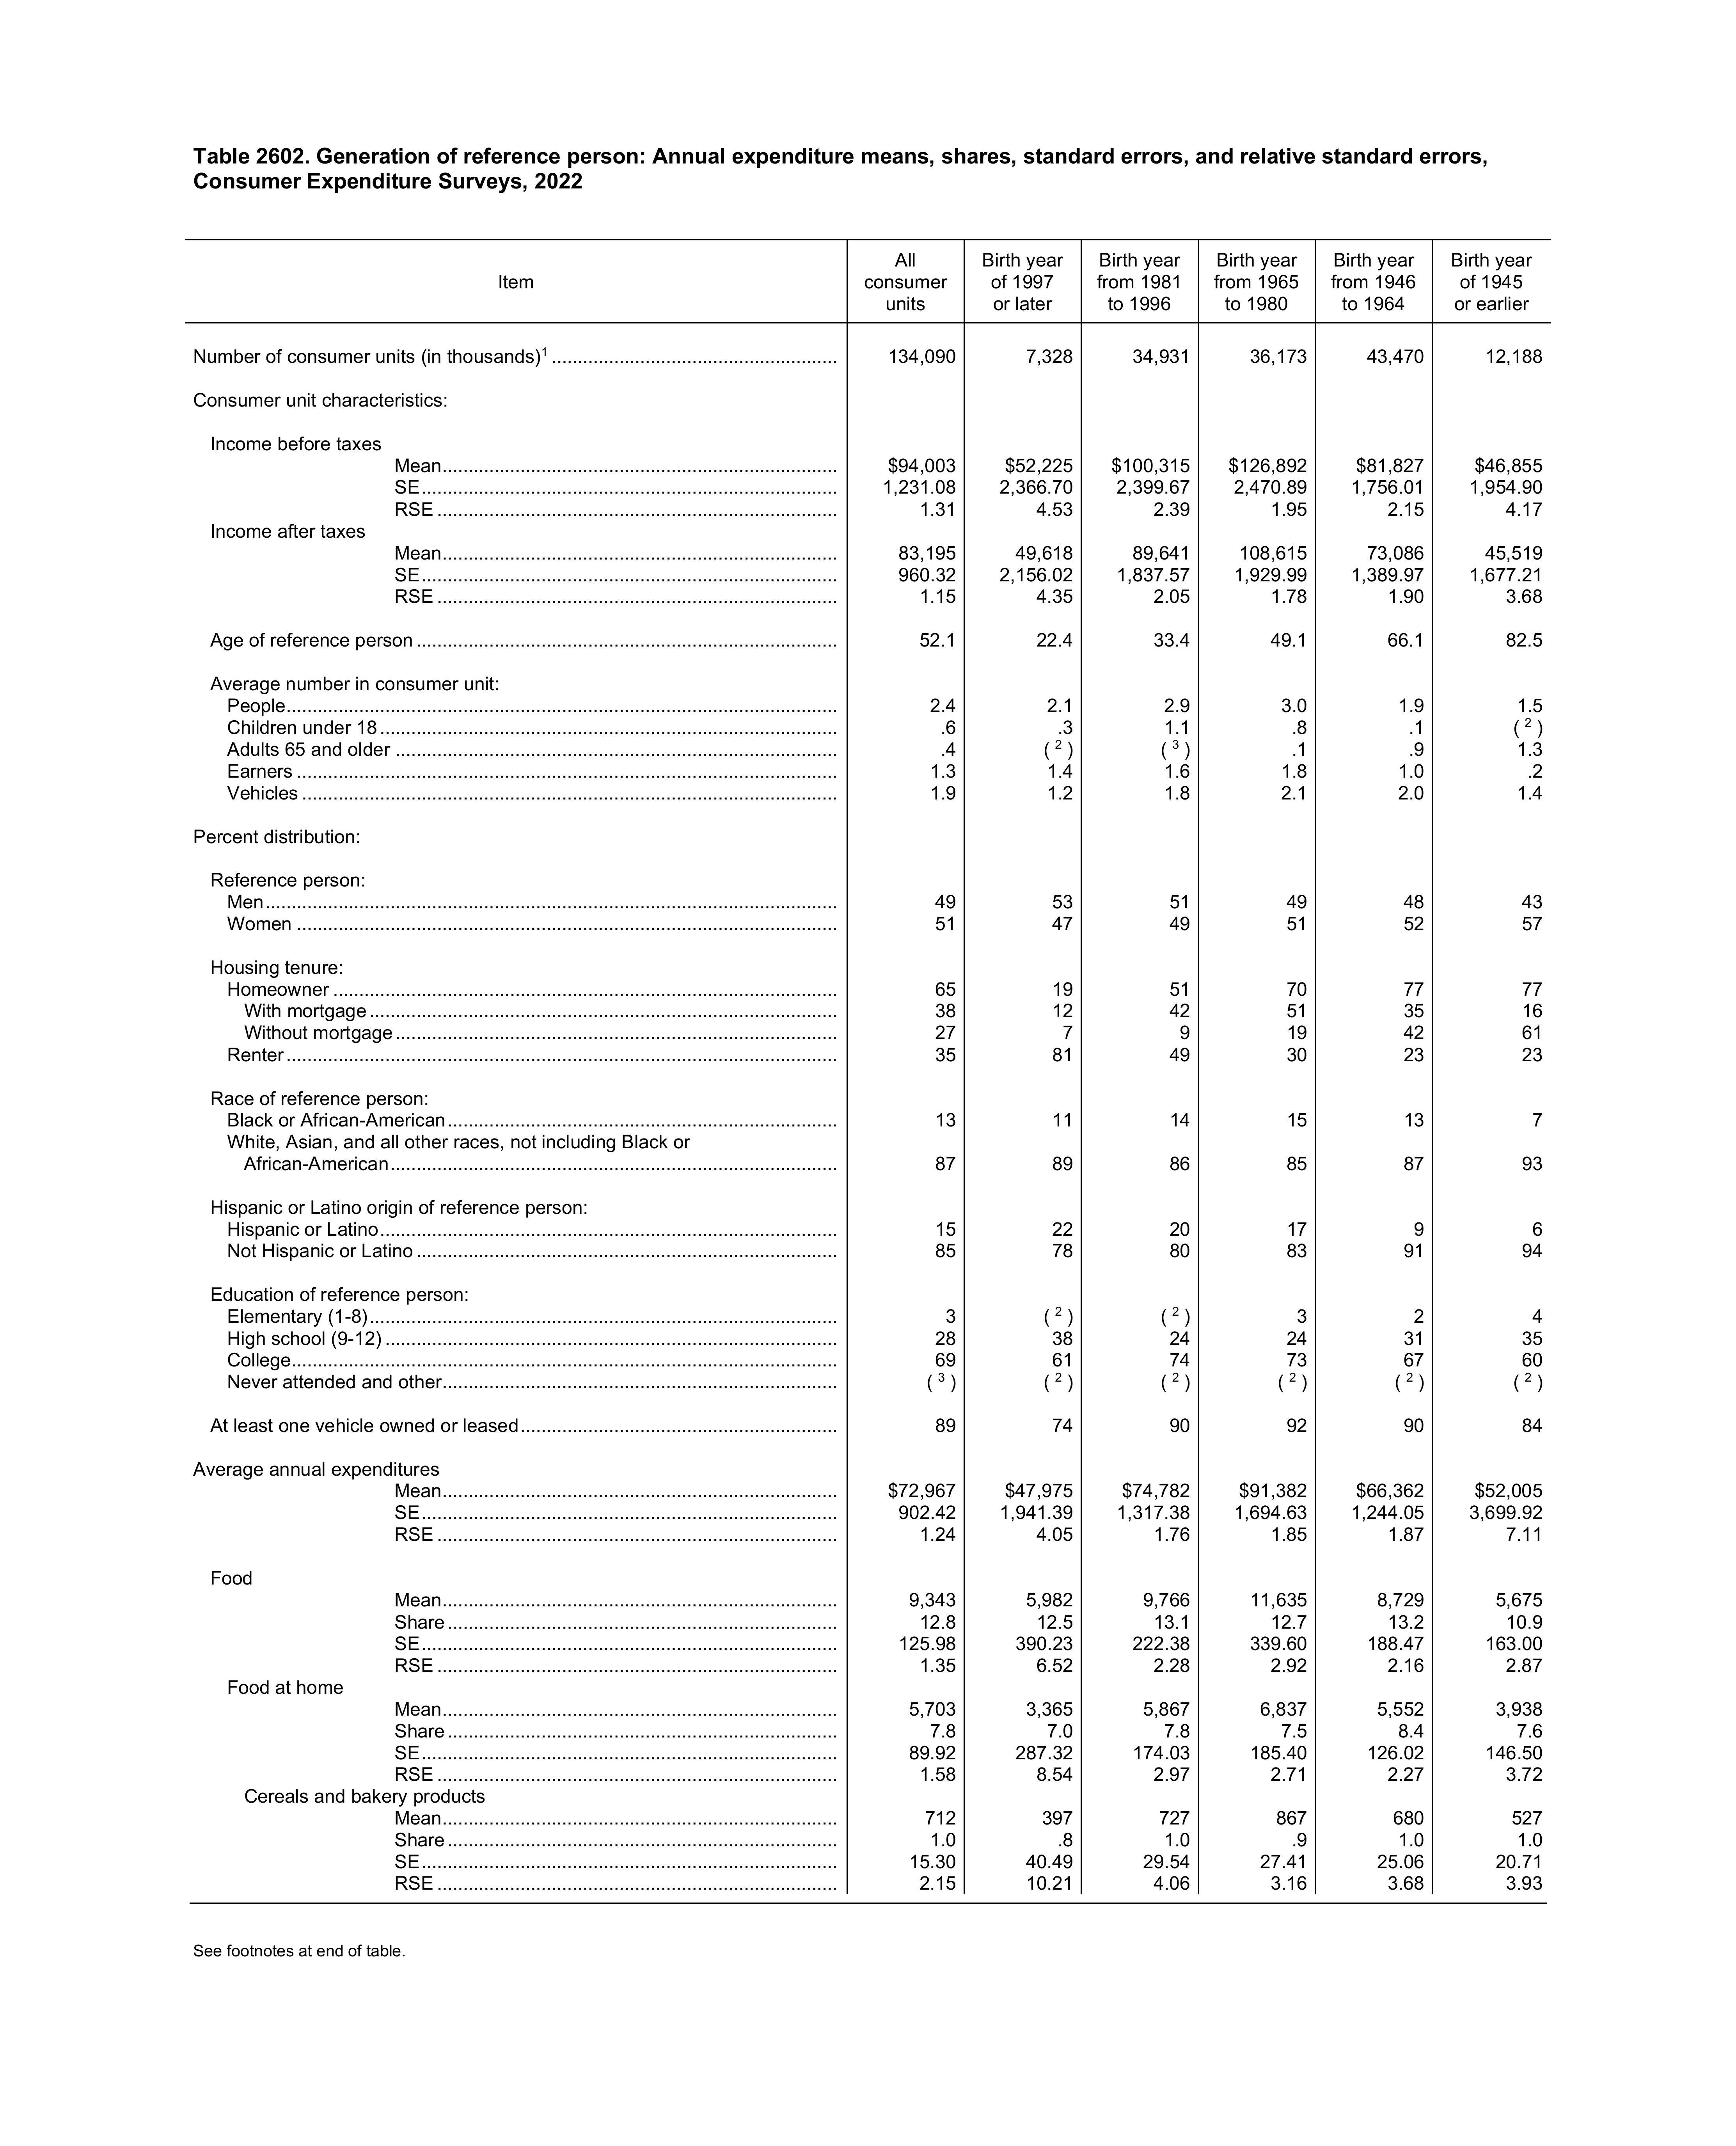 Table 2602. Generation of reference person: Annual expenditure means, shares, standard errors, and relative standard errors,
Consumer Expenditure Surveys, 2022
Item
All consumer units
Birth year of 1997 or later
Birth year from 1981 to 1996
Birth year from 1965 to 1980
Birth year from 1946 to 1964
Birth year of 1945 or earlier
Number of consumer units (in thousands)1 134,090 7,328 34,931 36,173 43,470 12,188
Consumer unit characteristics:
Income before taxes
Mean $94,003 $52,225 $100,315 $126,892 $81,827 $46,855
SE 1,231.08 2,366.70 2,399.67 2,470.89 1,756.01 1,954.90
RSE 1.31 4.53 2.39 1.95 2.15 4.17
Income after taxes
Mean 83,195 49,618 89,641 108,615 73,086 45,519
SE 960.32 2,156.02 1,837.57 1,929.99 1,389.97 1,677.21
RSE 1.15 4.35 2.05 1.78 1.90 3.68
Age of reference person 52.1 22.4 33.4 49.1 66.1 82.5
Average number in consumer unit:
People 2.4 2.1 2.9 3.0 1.9 1.5
Children under 18 .6 .3 1.1 .8 .1 ( 2 )
Adults 65 and older .4 ( 2 ) ( 3 ) .1 .9 1.3
Earners 1.3 1.4 1.6 1.8 1.0 .2
Vehicles 1.9 1.2 1.8 2.1 2.0 1.4
Percent distribution:
Reference person:
Men 49 53 51 49 48 43
Women 51 47 49 51 52 57
Housing tenure:
Homeowner 65 19 51 70 77 77
With mortgage 38 12 42 51 35 16
Without mortgage 27 7 9 19 42 61
Renter 35 81 49 30 23 23
Race of reference person:
Black or African-American 13 11 14 15 13 7
White, Asian, and all other races, not including Black or
African-American 87 89 86 85 87 93
Hispanic or Latino origin of reference person:
Hispanic or Latino 15 22 20 17 9 6
Not Hispanic or Latino 85 78 80 83 91 94
Education of reference person:
Elementary (1-8) 3 ( 2 ) ( 2 ) 3 2 4
High school (9-12) 28 38 24 24 31 35
College 69 61 74 73 67 60
Never attended and other ( 3 ) ( 2 ) ( 2 ) ( 2 ) ( 2 ) ( 2 )
At least one vehicle owned or leased 89 74 90 92 90 84
Average annual expenditures
Mean $72,967 $47,975 $74,782 $91,382 $66,362 $52,005
SE 902.42 1,941.39 1,317.38 1,694.63 1,244.05 3,699.92
RSE 1.24 4.05 1.76 1.85 1.87 7.11
Food
Mean 9,343 5,982 9,766 11,635 8,729 5,675
Share 12.8 12.5 13.1 12.7 13.2 10.9
SE 125.98 390.23 222.38 339.60 188.47 163.00
RSE 1.35 6.52 2.28 2.92 2.16 2.87
Food at home
Mean 5,703 3,365 5,867 6,837 5,552 3,938
Share 7.8 7.0 7.8 7.5 8.4 7.6
SE 89.92 287.32 174.03 185.40 126.02 146.50
RSE 1.58 8.54 2.97 2.71 2.27 3.72
Cereals and bakery products
Mean 712 397 727 867 680 527
Share 1.0 .8 1.0 .9 1.0 1.0
SE 15.30 40.49 29.54 27.41 25.06 20.71
RSE 2.15 10.21 4.06 3.16 3.68 3.93
See footnotes at end of table.